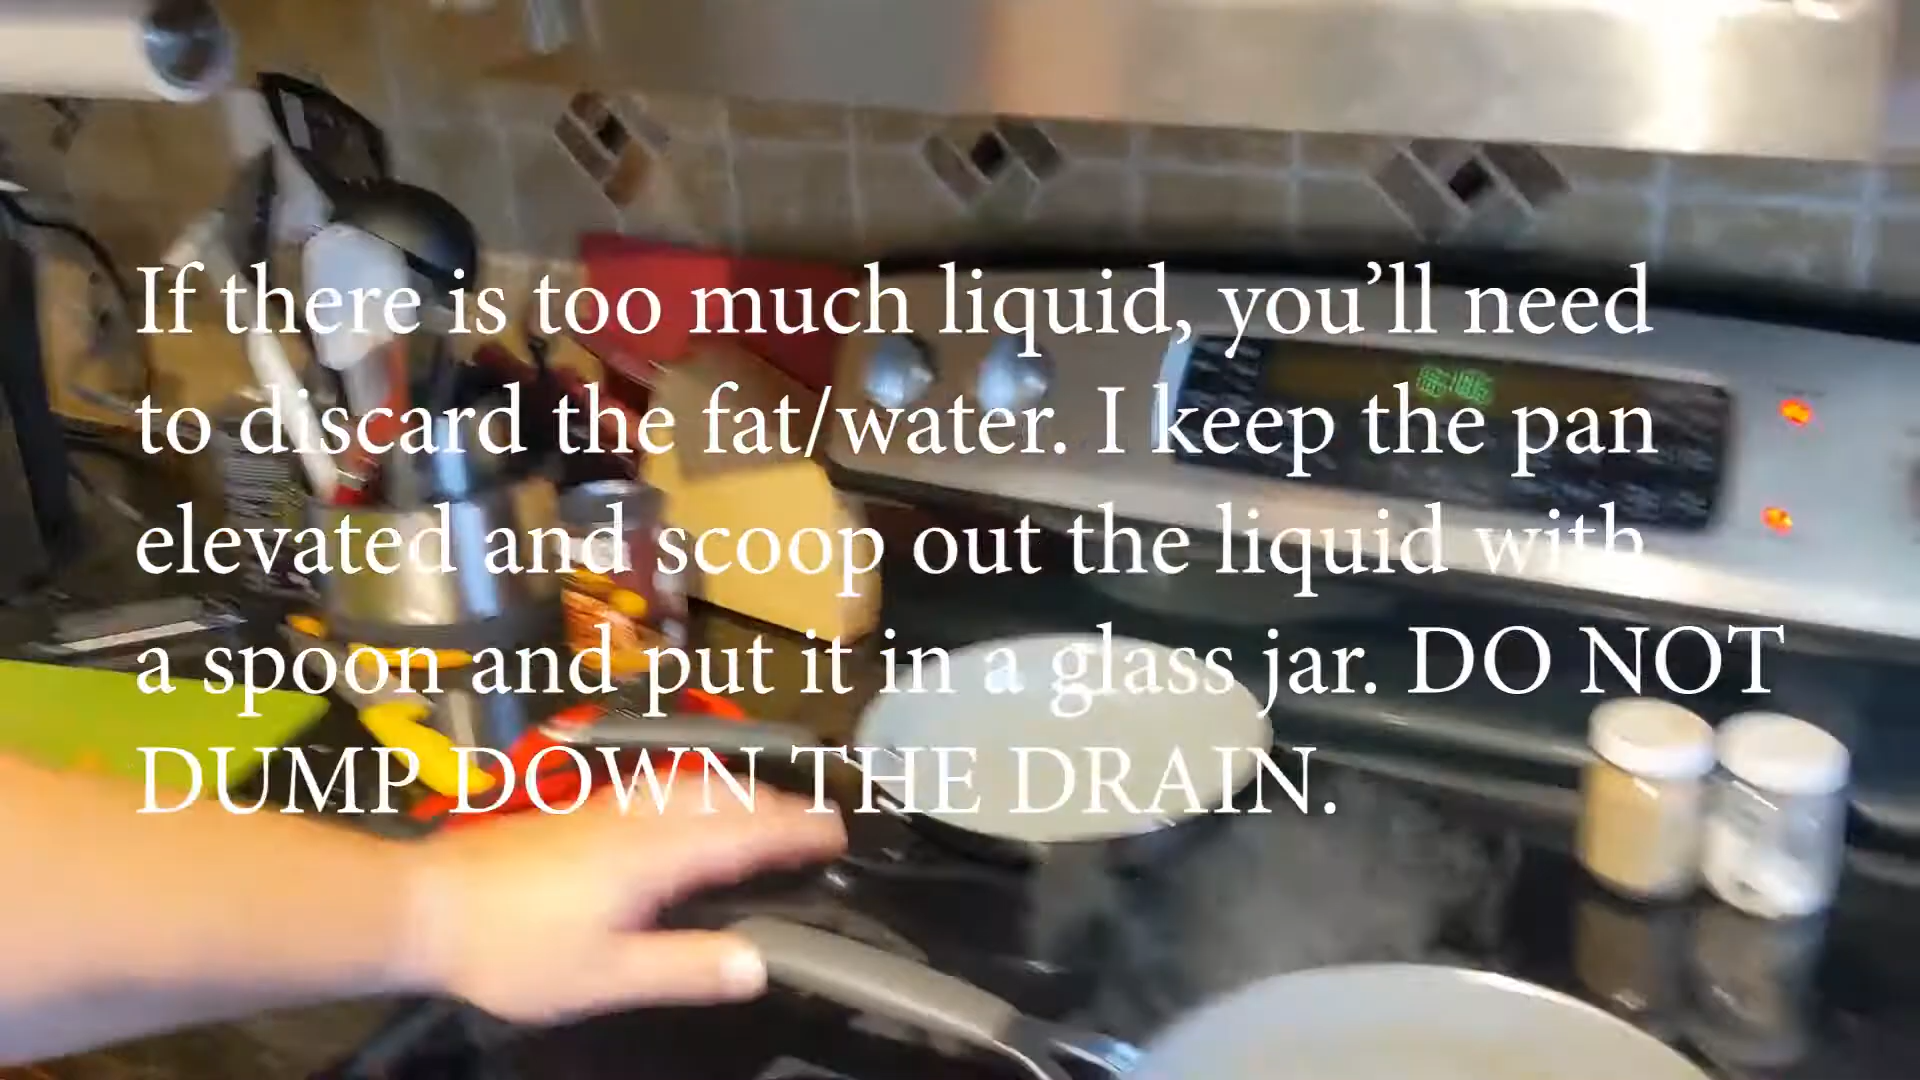 If there is too much liquid, you’ll need
to discard the fat/water. I keep the pan
elevated and scoop out the liquid with
a spoon and put it in a glass jar. DO NOT
DUMP DOWN THE DRAIN.